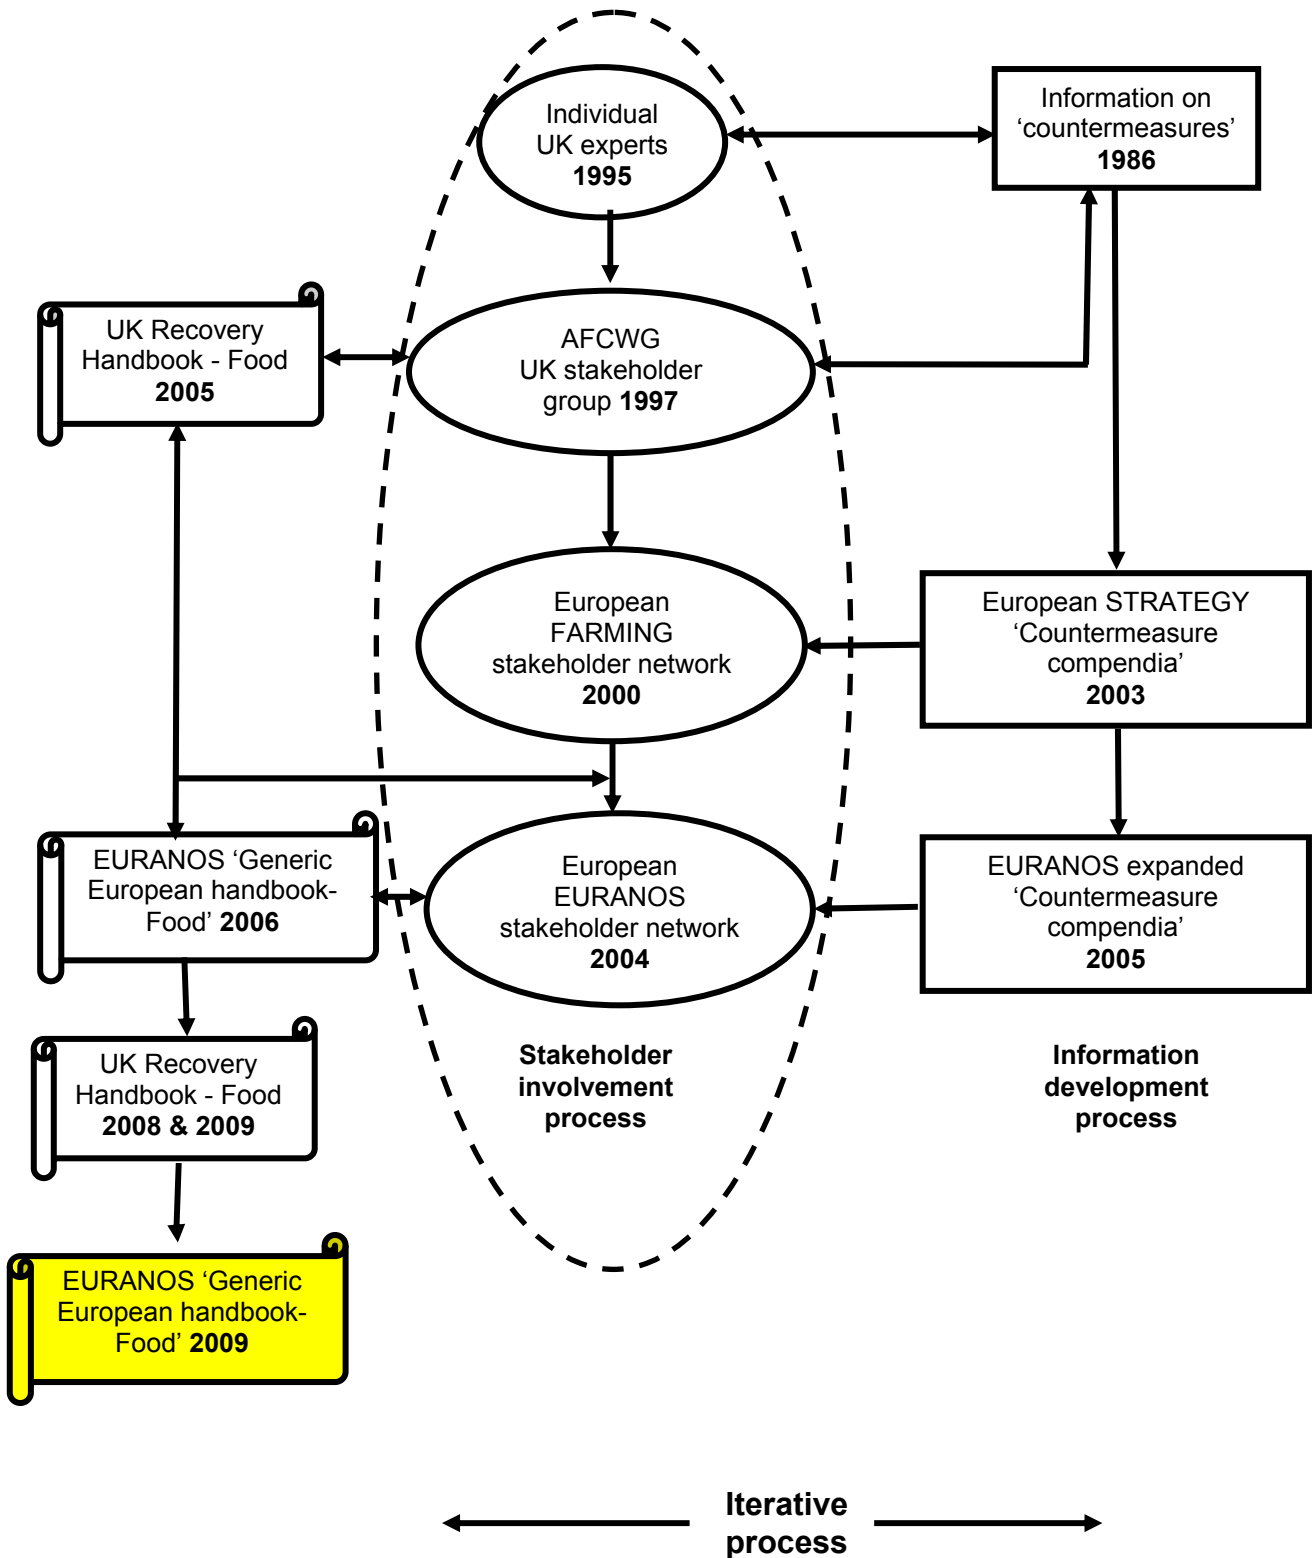 Individual
UK experts
1995
Information on
‘countermeasures’
1986
UK Recovery
Handbook - Food
2005
AFCWG
UK stakeholder
group 1997
European
FARMING
stakeholder network
2000
European STRATEGY
‘Countermeasure
compendia’
2003
EURANOS ‘Generic
European handbook-
Food’ 2006
European
EURANOS
stakeholder network
2004
EURANOS expanded
‘Countermeasure
compendia’
2005
UK Recovery
Handbook - Food
2008 & 2009
Stakeholder
involvement
process
Information
development
process
EURANOS ‘Generic
European handbook-
Food’ 2009
Iterative
process